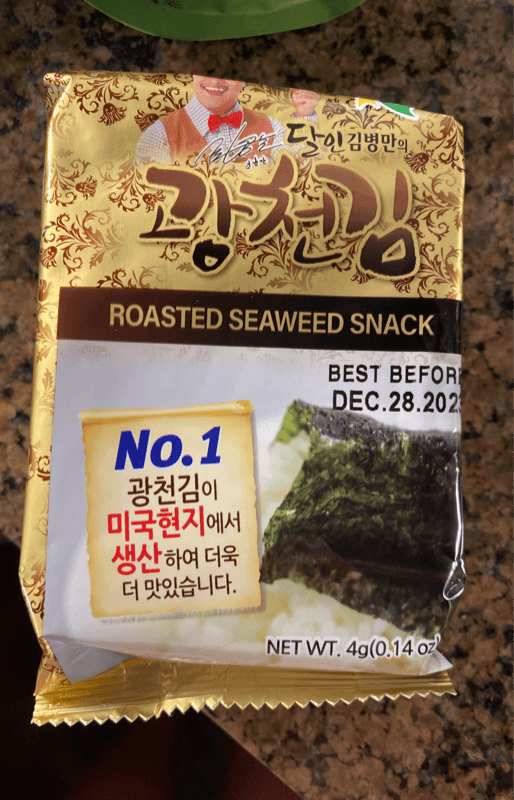 달인 김병만의
광천김
ROASTED SEAWEED SNACK
BEST BEFORE
DEC.28.202
No.1
광천김이
미국현지에서
생산하여 더욱
더 맛있습니다.
NET WT. 4g(0.14 oz)